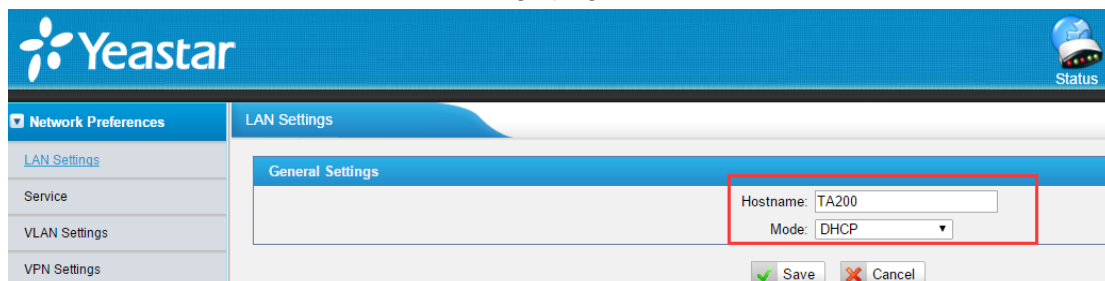 Yeastar
Status
Network Preferences
LAN Settings
LAN Settings
General Settings
Service
Hostname: TA200
VLAN Settings
Mode: DHCP
VPN Settings
Save Cancel